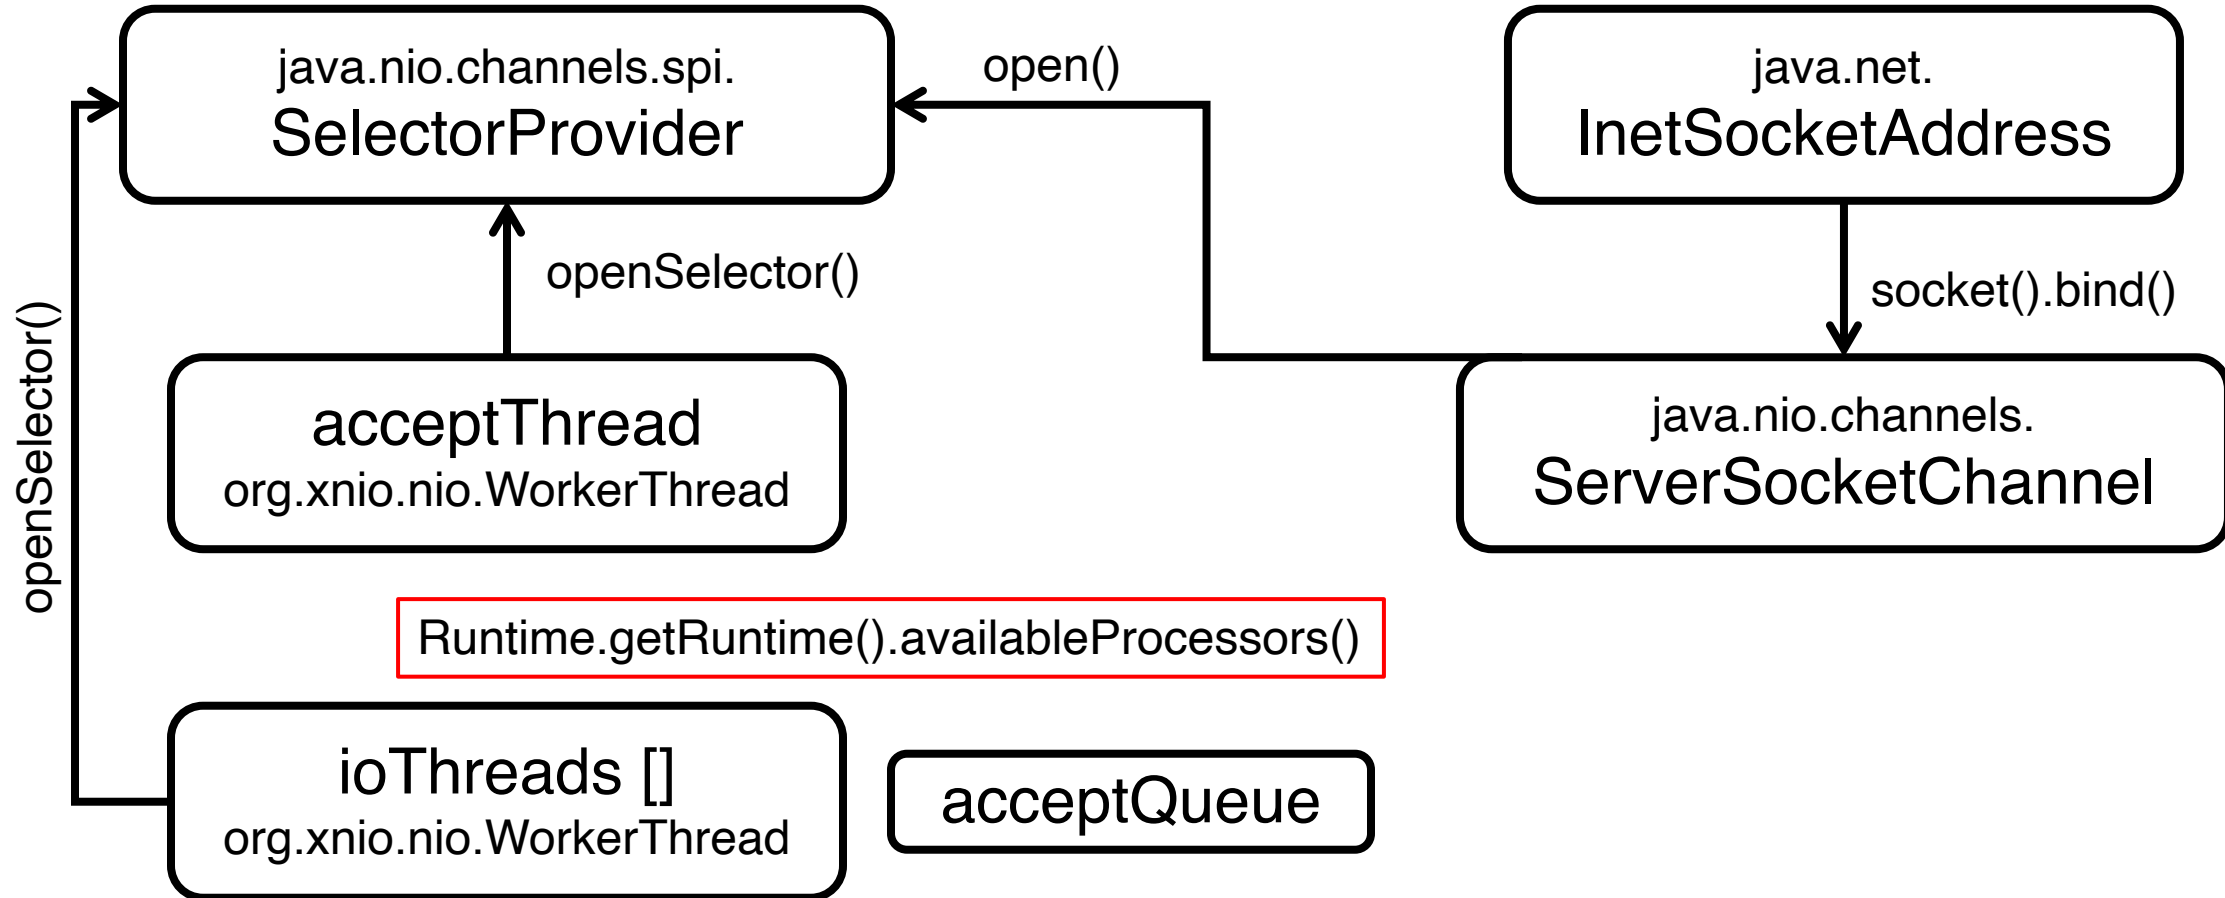 java.nio.channels.spi.
SelectorProvider
open()
java.net.
InetSocketAddress
openSelector()
socket().bind()
openSelector()
acceptThread
org.xnio.nio.WorkerThread
java.nio.channels.
ServerSocketChannel
Runtime.getRuntime().availableProcessors()
ioThreads []
org.xnio.nio.WorkerThread
acceptQueue